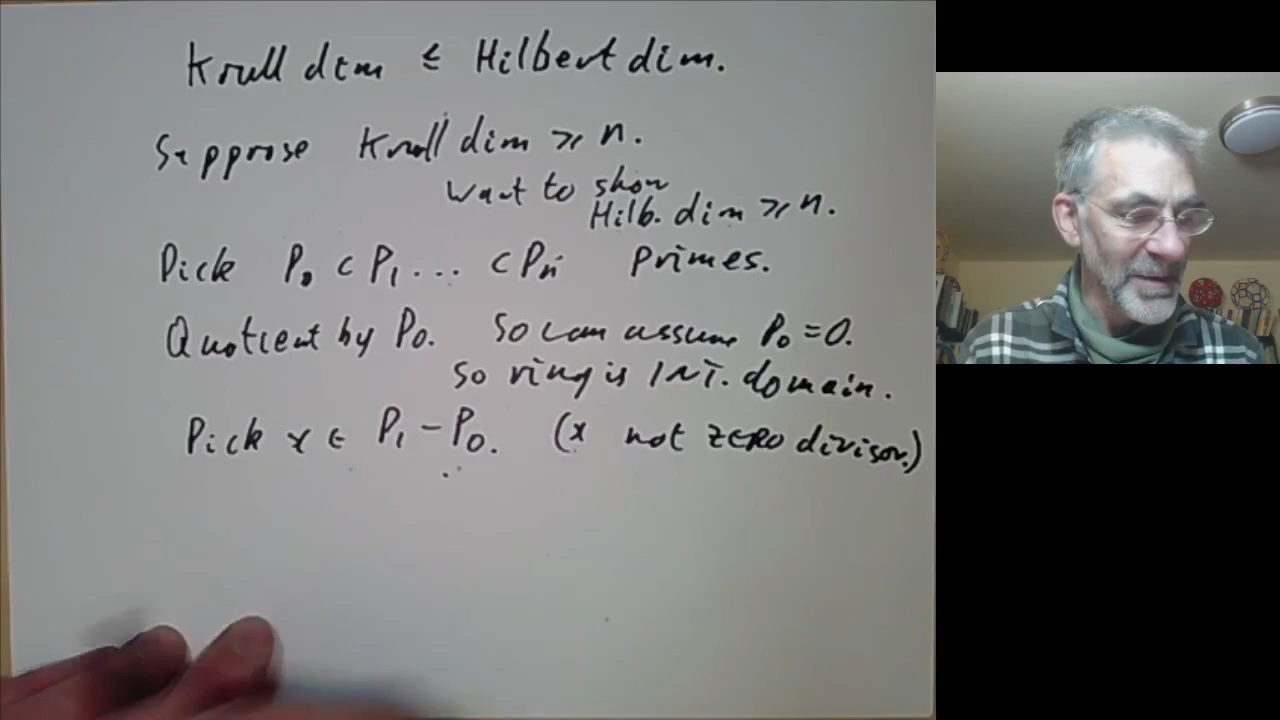 Krull dim ≤ Hilbert dim.
Suppose Krull dim ≥ n.
want to show
Hilb. dim ≥ n.
Pick P₀ ⊂ P₁ ... ⊂ Pₙ primes.
Quotient by P₀. So can assume P₀ = 0.
So ring is INT. domain.
Pick x ∈ P₁ - P₀. (x not zero divisor.)